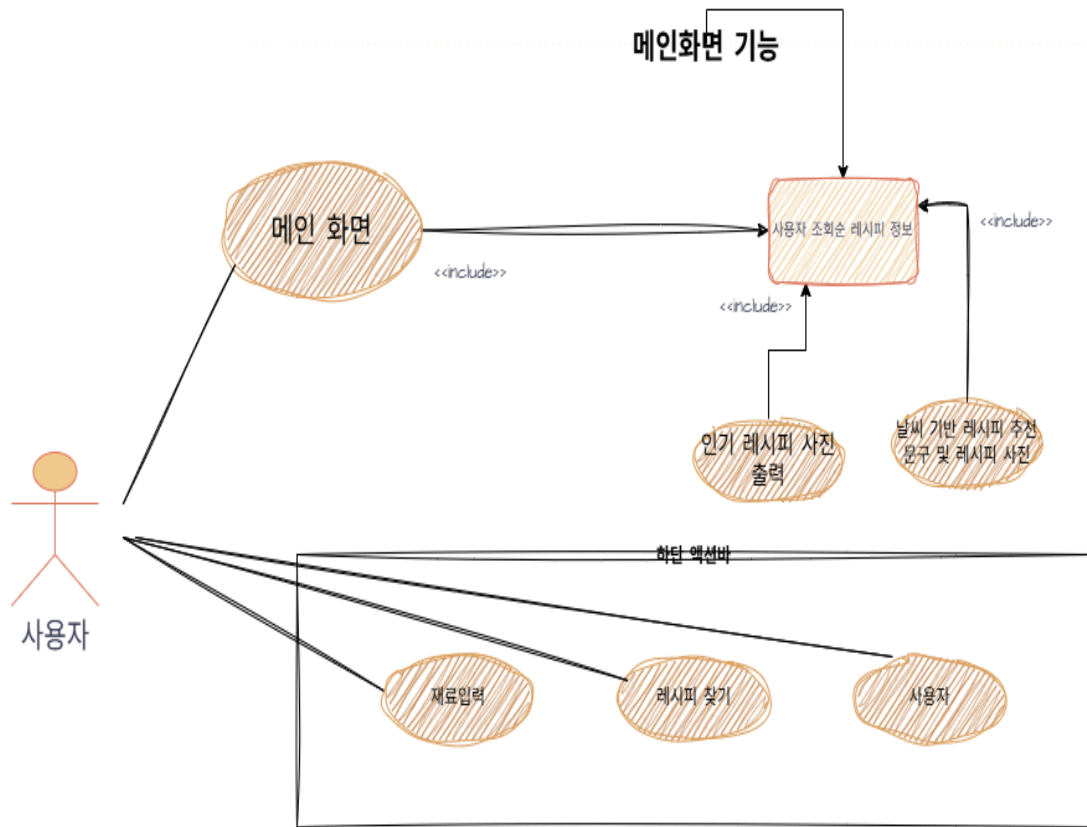 메인화면 기능
메인 화면
사용자 조회순 레시피 정보
<<include>>
<<include>>
<<include>>
인기 레시피 사진
출력
날씨 기반 레시피 추천
문구 및 레시피 사진
사용자
하단 액션바
재료입력
레시피 찾기
사용자